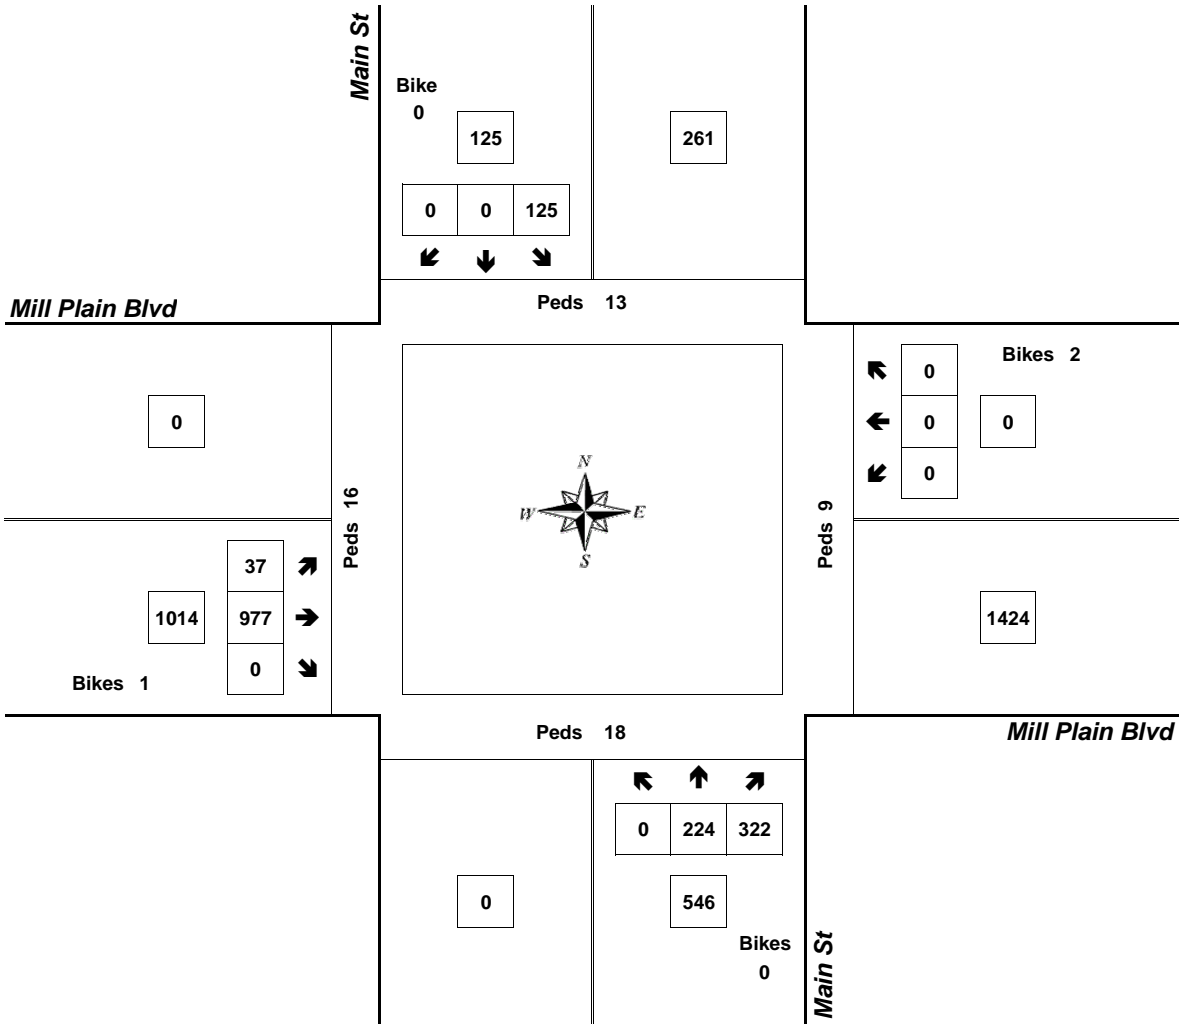 Main St
Bike
0
125
261
0 0 125
Mill Plain Blvd
Peds 13
0
0
0
0
Bikes 2
0
N
W E
S
Peds 16
Peds 9
1014
37
977
0
Bikes 1
1424
Peds 18
Mill Plain Blvd
0 224 322
0
546
Bikes
0
Main St